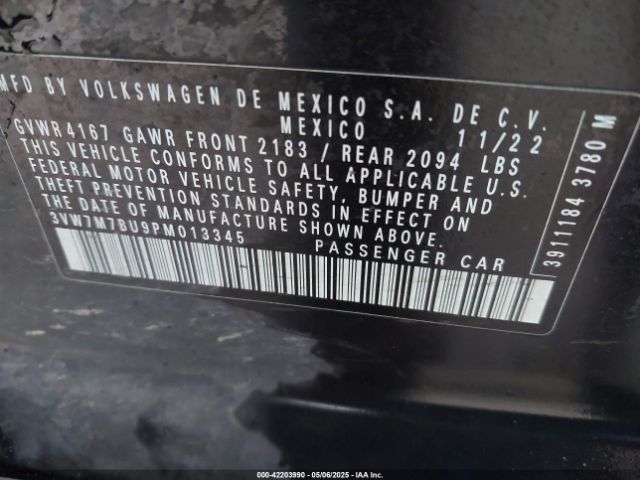 MFD BY VOLKSWAGEN DE MEXICO S.A. DE C.V.
MEXICO 11/22
GVWR 4167 GAWR FRONT 2183 / REAR 2094 LBS
THIS VEHICLE CONFORMS TO ALL APPLICABLE U.S.
FEDERAL MOTOR VEHICLE SAFETY, BUMPER AND
THEFT PREVENTION STANDARDS IN EFFECT ON
THE DATE OF MANUFACTURE SHOWN ABOVE.
3VW7M7BU9PM013345 PASSENGER CAR
3911184 3780 M
000-42203990 - 05/06/2025 - IAA Inc.